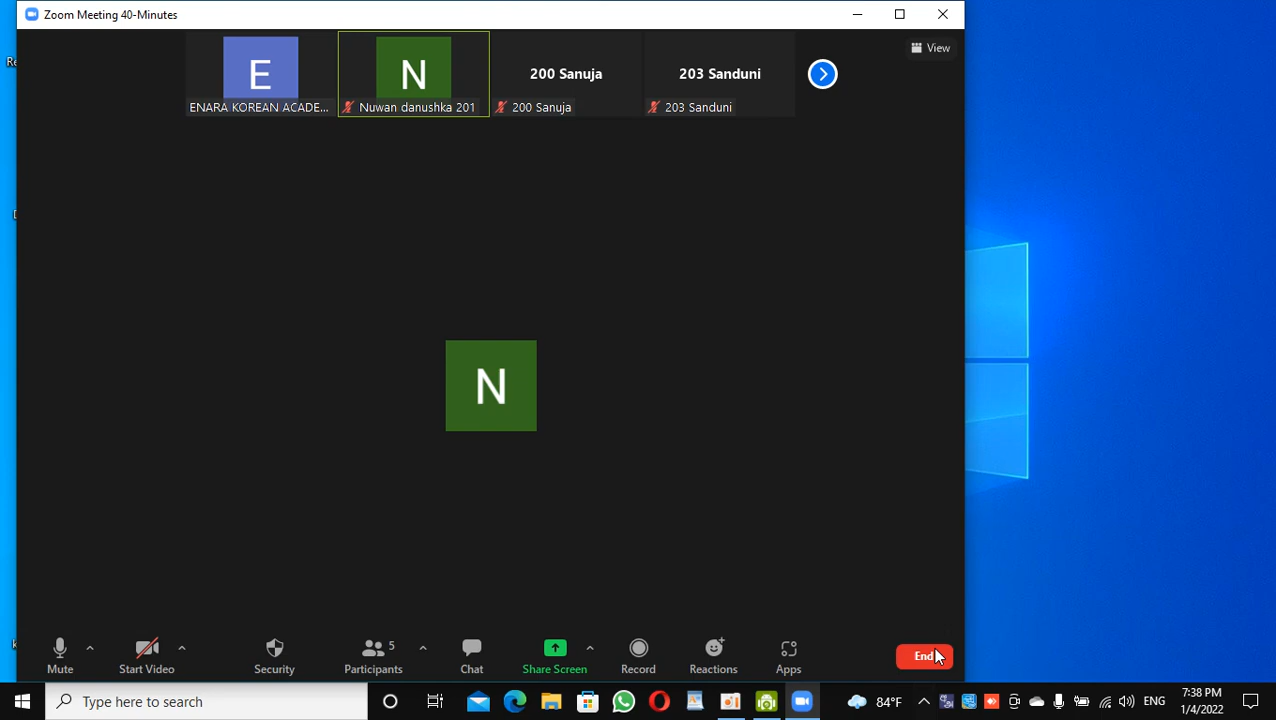 Zoom Meeting 40-Minutes
View
E
N
200 Sanuja
203 Sanduni
ENARA KOREAN ACADE...
Nuwan danushka 201
200 Sanuja
203 Sanduni
N
5
Mute
Start Video
Security
Participants
Chat
Share Screen
Record
Reactions
Apps
End
Type here to search
84°F
ENG
7:38 PM
1/4/2022